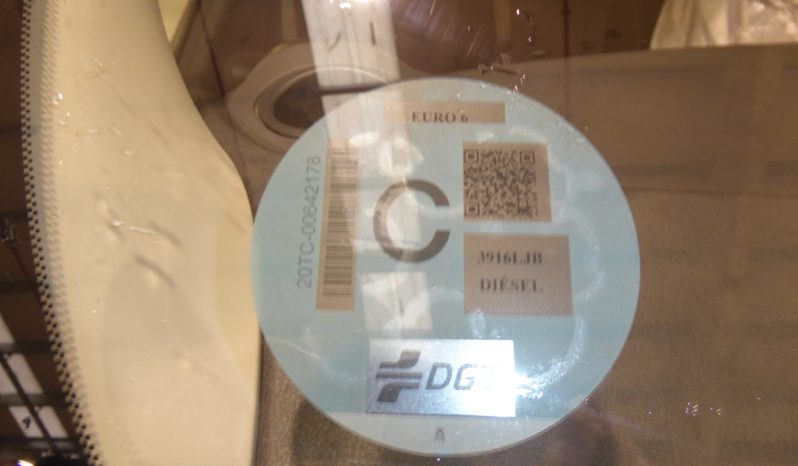 EURO 6
20TC-00642178
C
3916LJB
DIÉSEL
DGT